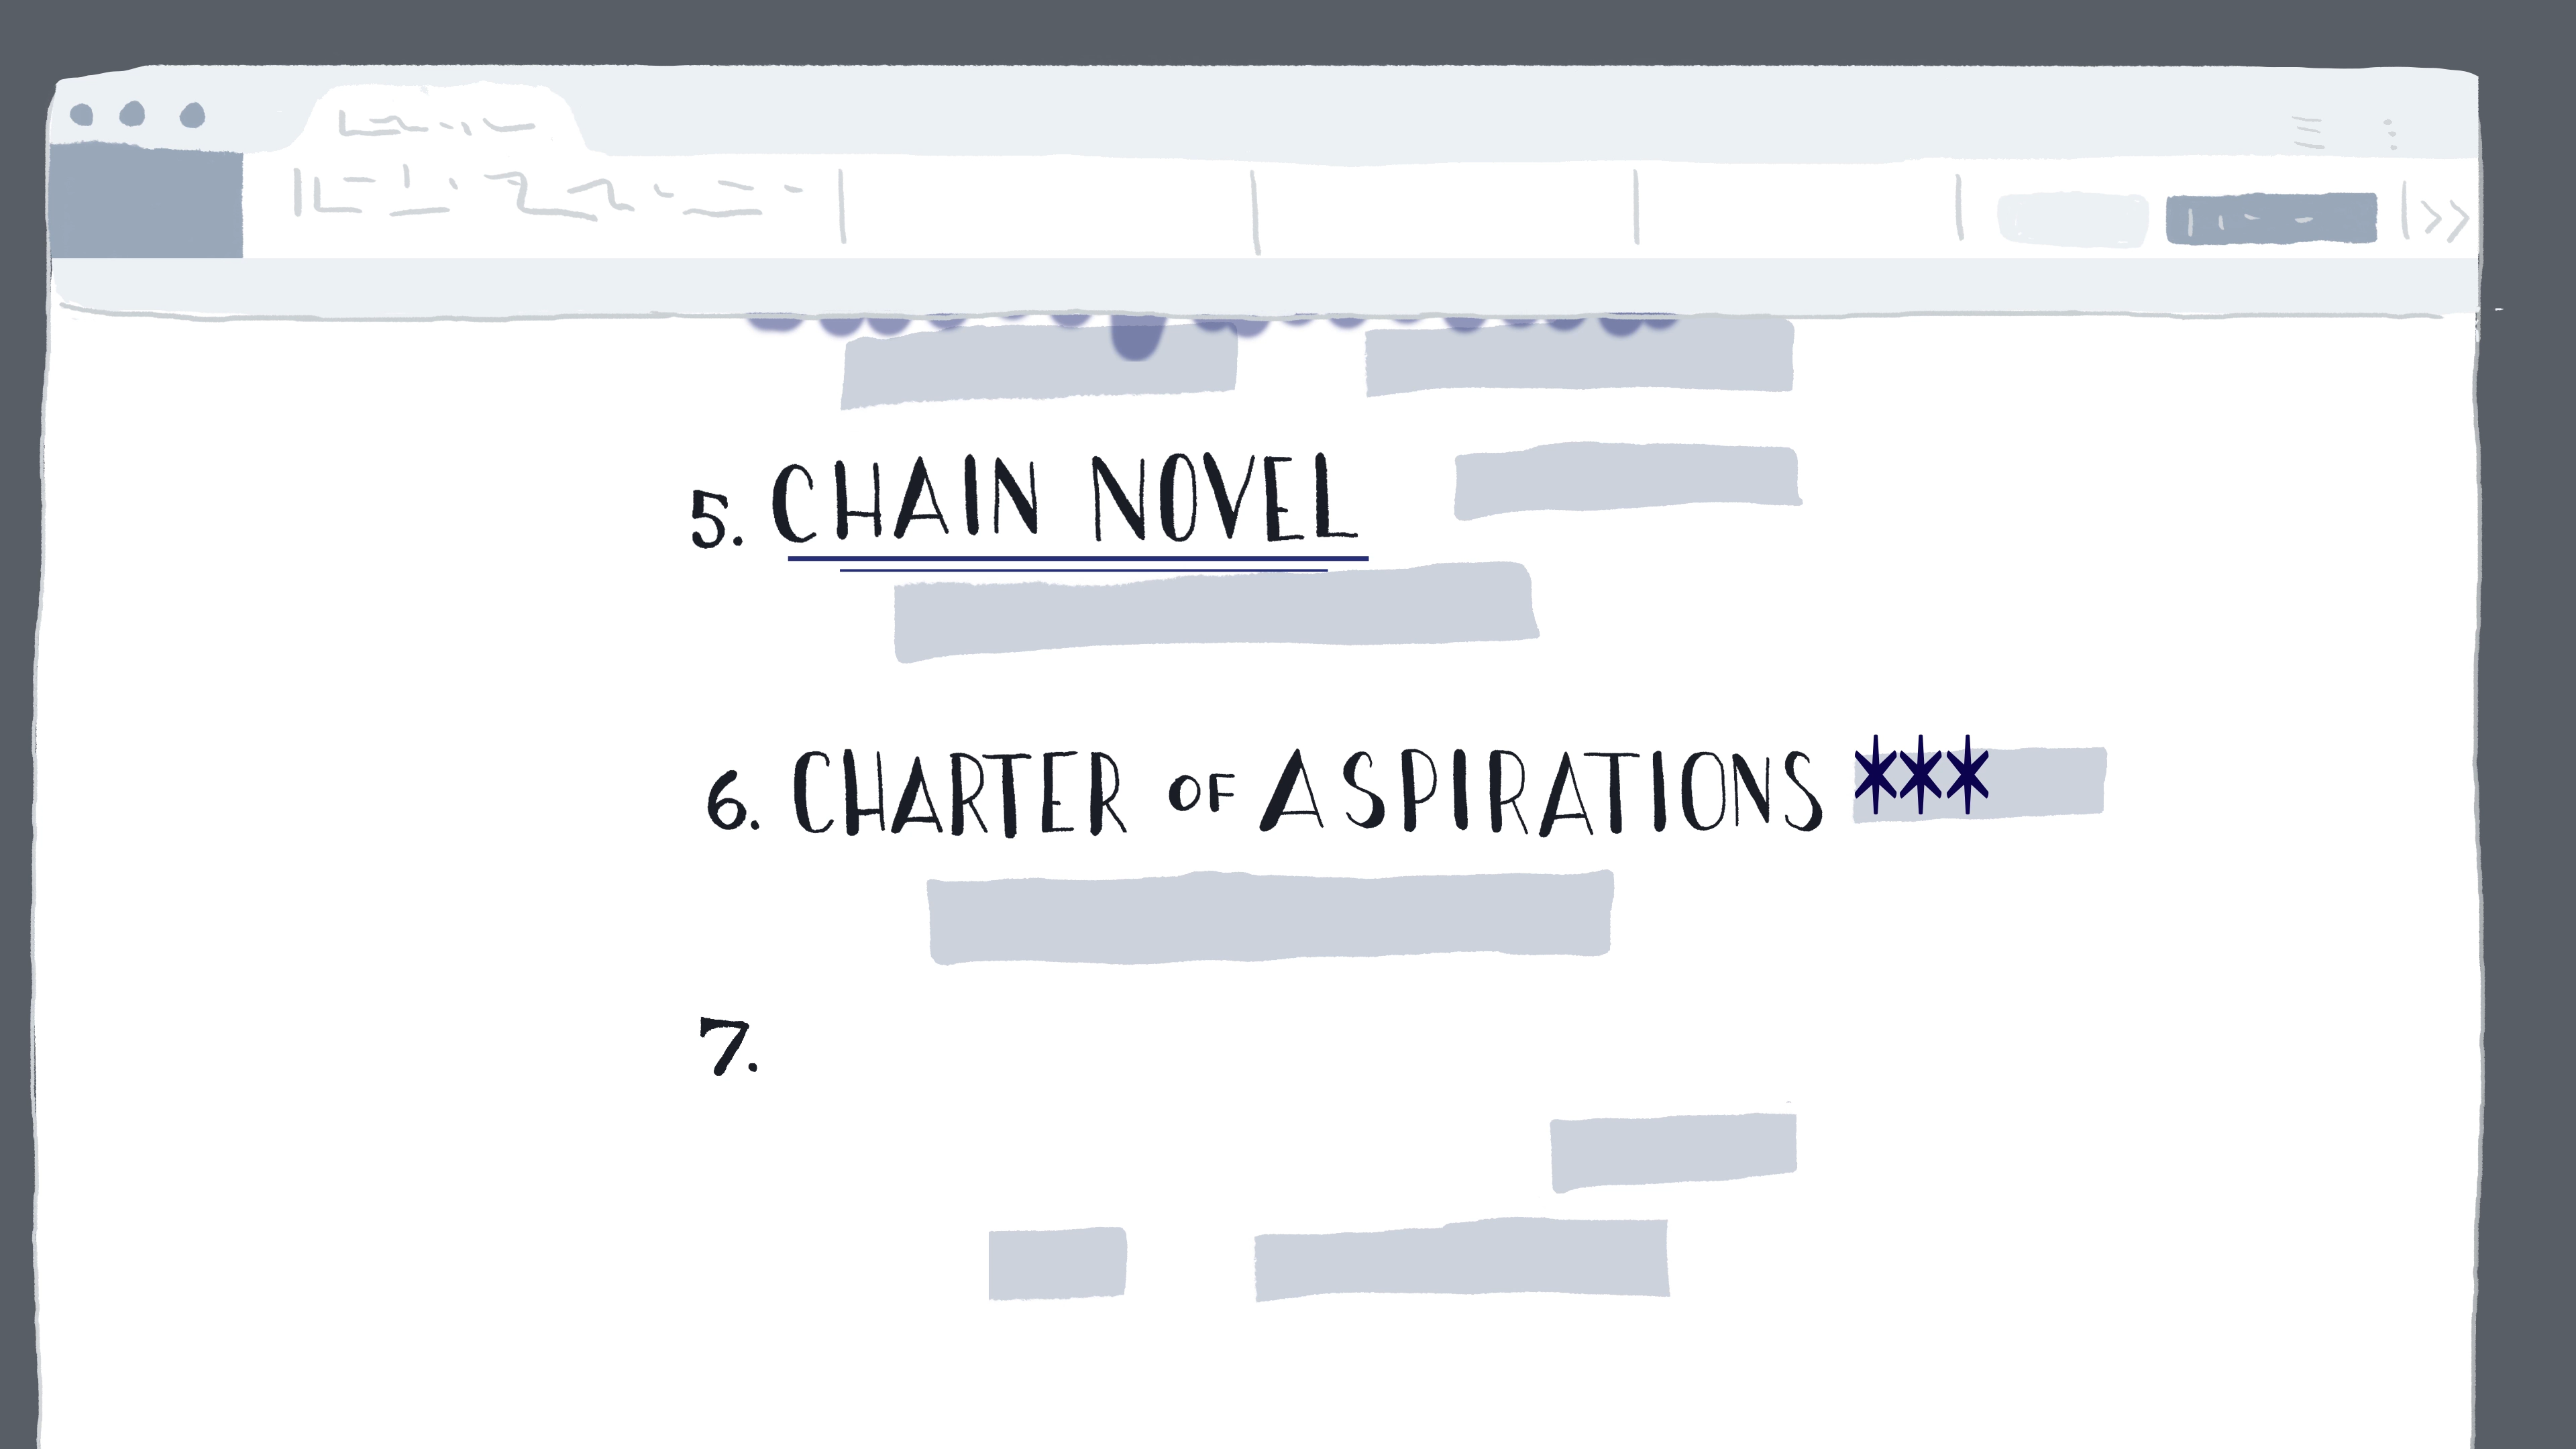 5. CHAIN NOVEL
6. CHARTER OF ASPIRATIONS ***
7.